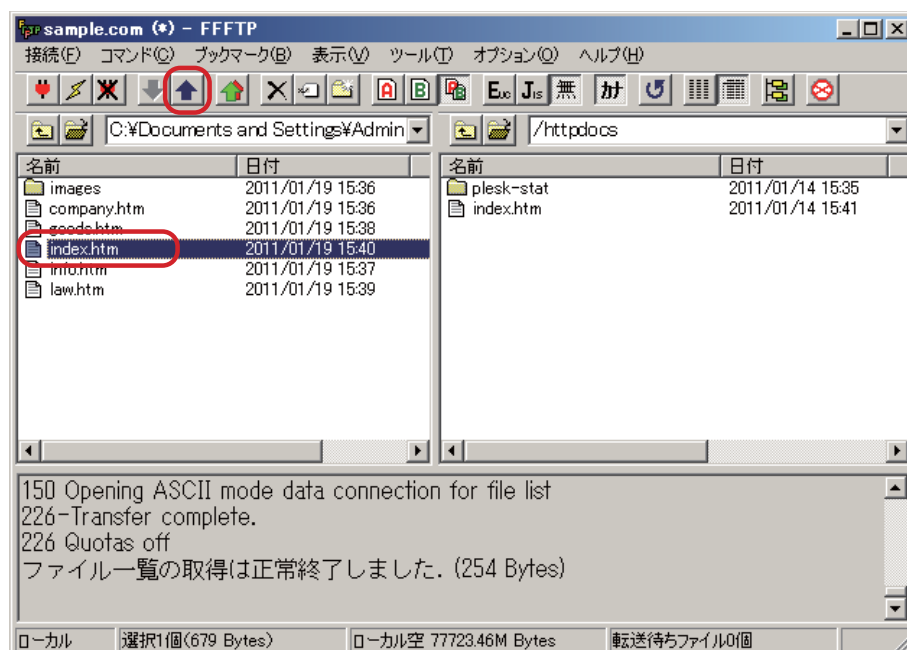 sample.com (*) - FFFTP
接続(F) コマンド(C) ブックマーク(B) 表示(V) ツール(T) オプション(O) ヘルプ(H)
A B Euc Jis 無 カナ
C:¥Documents and Settings¥Admin /httpdocs
名前 日付 名前 日付
images 2011/01/19 15:36 plesk-stat 2011/01/14 15:35
company.htm 2011/01/19 15:36 index.htm 2011/01/14 15:41
goods.htm 2011/01/19 15:38
index.htm 2011/01/19 15:40
info.htm 2011/01/19 15:37
law.htm 2011/01/19 15:39
150 Opening ASCII mode data connection for file list
226-Transfer complete.
226 Quotas off
ファイル一覧の取得は正常終了しました. (254 Bytes)
ローカル 選択1個(679 Bytes) ローカル空 77723.46M Bytes 転送待ちファイル0個